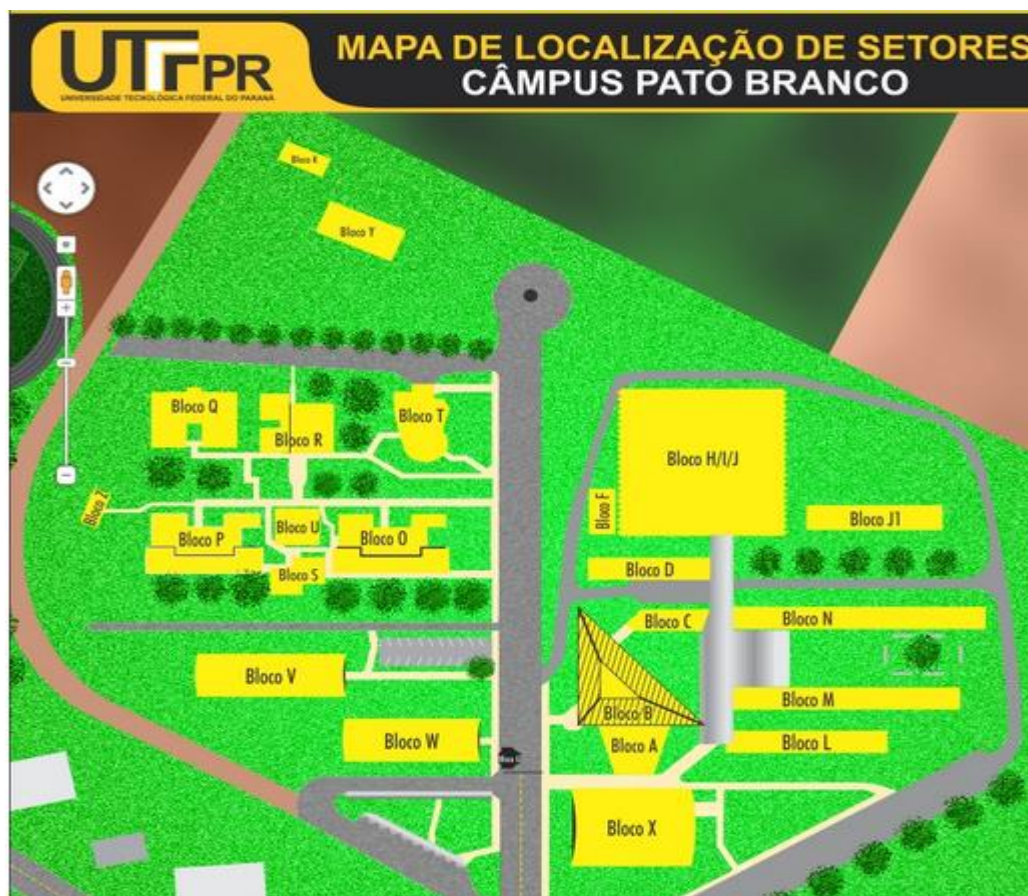 UTFPR
UNIVERSIDADE TECNOLÓGICA FEDERAL DO PARANÁ
MAPA DE LOCALIZAÇÃO DE SETORES
CÂMPUS PATO BRANCO
Bloco K
Bloco Y
Bloco Q
Bloco R
Bloco T
Bloco H/I/J
Bloco Z
Bloco F
Bloco J1
Bloco P
Bloco U
Bloco O
Bloco S
Bloco D
Bloco C
Bloco N
Bloco V
Bloco M
Bloco B
Bloco W
Bloco A
Bloco L
Bloco X